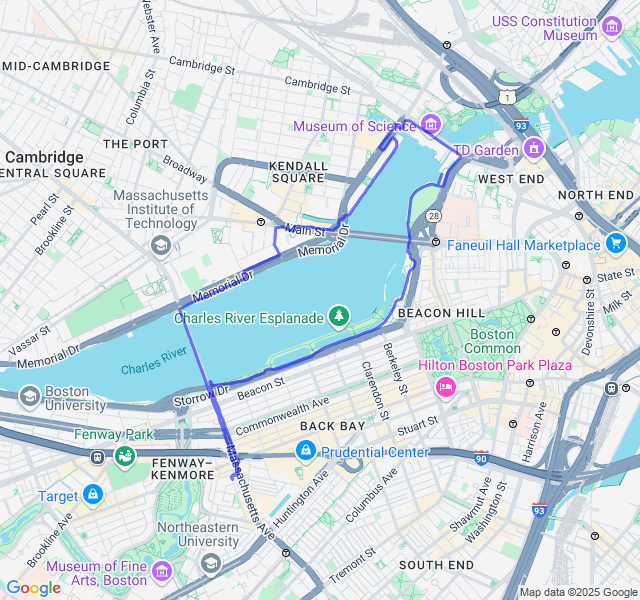 USS Constitution
Museum
Webster Ave
MID-CAMBRIDGE
Cambridge St
Cambridge St
Columbia St
1
93
Museum of Science
THE PORT
TD Garden
Cambridge
CENTRAL SQUARE
Broadway
KENDALL
SQUARE
WEST END
NORTH END
Massachusetts
Institute of
Technology
Pearl St
Brookline St
28
Main St
Memorial Dr
Faneuil Hall Marketplace
State St
Memorial Dr
Milk St
Charles River Esplanade
BEACON HILL
Devonshire St
Vassar St
Boston
Common
Memorial Dr
Charles River
Berkeley St
Hilton Boston Park Plaza
Clarendon St
Boston
University
Storrow Dr
Beacon St
Commonwealth Ave
Harrison Ave
Fenway Park
BACK BAY
Stuart St
Prudential Center
90
FENWAY–
KENMORE
Massachusetts Ave
Target
Huntington Ave
Columbus Ave
Shawmut Ave
Washington St
93
Brookline Ave
Northeastern
University
Tremont St
SOUTH END
Museum of Fine
Arts, Boston
Google
Map data ©2025 Google